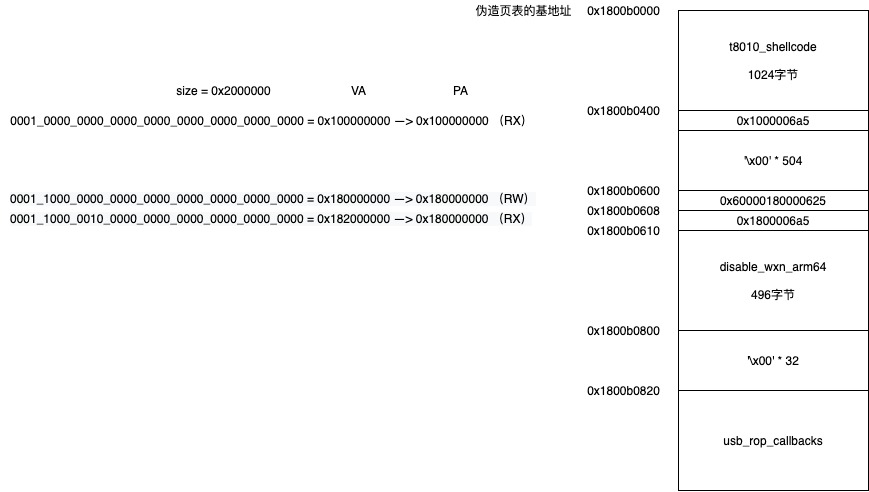 伪造页表的基地址 0x1800b0000
t8010_shellcode
1024字节
size = 0x2000000 VA PA
0x1800b0400
0001_0000_0000_0000_0000_0000_0000_0000_0000 = 0x100000000 —> 0x100000000 （RX）
0x1000006a5
'\x00' * 504
0x1800b0600
0001_1000_0000_0000_0000_0000_0000_0000_0000 = 0x180000000 —> 0x180000000 （RW）
0x60000180000625
0x1800b0608
0001_1000_0010_0000_0000_0000_0000_0000_0000 = 0x182000000 —> 0x180000000 （RX）
0x1800006a5
0x1800b0610
disable_wxn_arm64
496字节
0x1800b0800
'\x00' * 32
0x1800b0820
usb_rop_callbacks